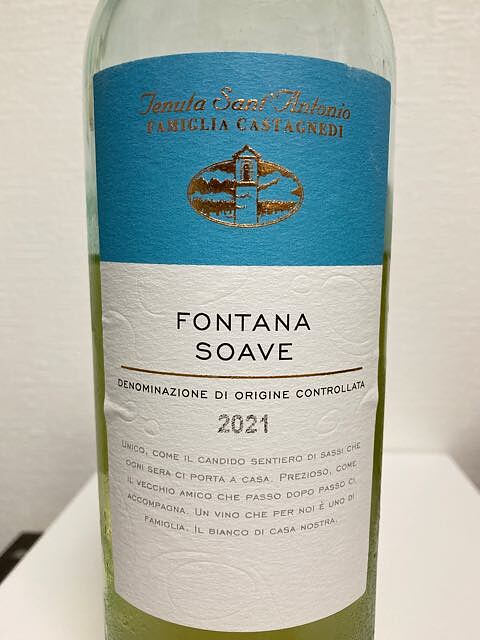 Tenuta Sant'Antonio
FAMIGLIA CASTAGNEDI
FONTANA
SOAVE
DENOMINAZIONE DI ORIGINE CONTROLLATA
2021
UNICO, COME IL CANDIDO SENTIERO DI SASSI CHE
OGNI SERA CI PORTA A CASA. PREZIOSO, COME
IL VECCHIO AMICO CHE PASSO DOPO PASSO CI
ACCOMPAGNA. UN VINO CHE PER NOI È UNO DI
FAMIGLIA. IL BIANCO DI CASA NOSTRA.